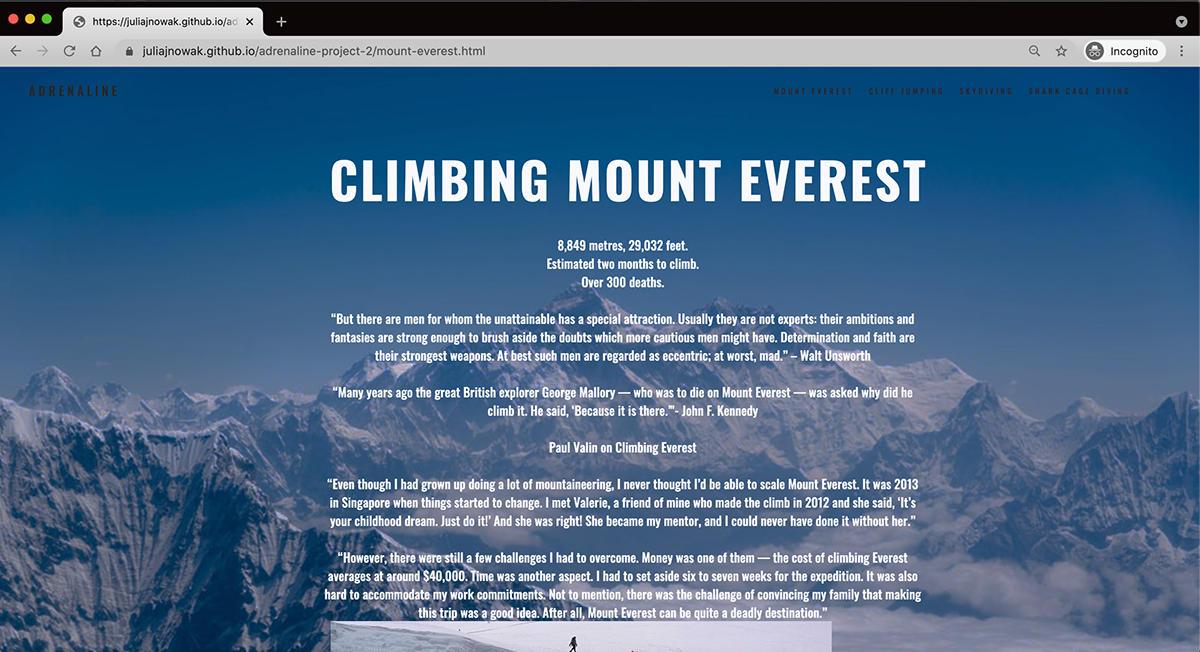 https://juliajnowak.github.io/ad
juliajnowak.github.io/adrenaline-project-2/mount-everest.html
Incognito
ADRENALINE
MOUNT EVEREST CLIFF JUMPING SKYDIVING SHARK CAGE DIVING
CLIMBING MOUNT EVEREST
8,849 metres, 29,032 feet.
Estimated two months to climb.
Over 300 deaths.
“But there are men for whom the unattainable has a special attraction. Usually they are not experts: their ambitions and
fantasies are strong enough to brush aside the doubts which more cautious men might have. Determination and faith are
their strongest weapons. At best such men are regarded as eccentric; at worst, mad.” – Walt Unsworth
“Many years ago the great British explorer George Mallory — who was to die on Mount Everest — was asked why did he
climb it. He said, ‘Because it is there.’”- John F. Kennedy
Paul Valin on Climbing Everest
“Even though I had grown up doing a lot of mountaineering, I never thought I’d be able to scale Mount Everest. It was 2013
in Singapore when things started to change. I met Valerie, a friend of mine who made the climb in 2012 and she said, ‘It’s
your childhood dream. Just do it!’ And she was right! She became my mentor, and I could never have done it without her.”
“However, there were still a few challenges I had to overcome. Money was one of them — the cost of climbing Everest
averages at around $40,000. Time was another aspect. I had to set aside six to seven weeks for the expedition. It was also
hard to accommodate my work commitments. Not to mention, there was the challenge of convincing my family that making
this trip was a good idea. After all, Mount Everest can be quite a deadly destination.”